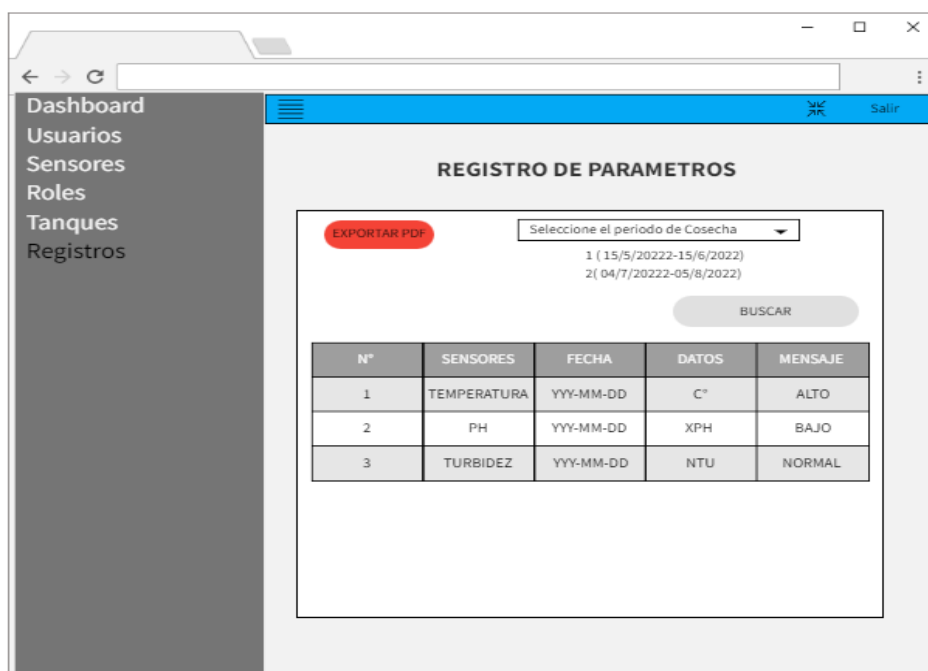 Dashboard
Usuarios
Sensores
Roles
Tanques
Registros
Salir
REGISTRO DE PARAMETROS
EXPORTAR PDF
Seleccione el periodo de Cosecha
1 ( 15/5/20222-15/6/2022)
2( 04/7/20222-05/8/2022)
BUSCAR
N° SENSORES FECHA DATOS MENSAJE
1 TEMPERATURA YYY-MM-DD C° ALTO
2 PH YYY-MM-DD XPH BAJO
3 TURBIDEZ YYY-MM-DD NTU NORMAL